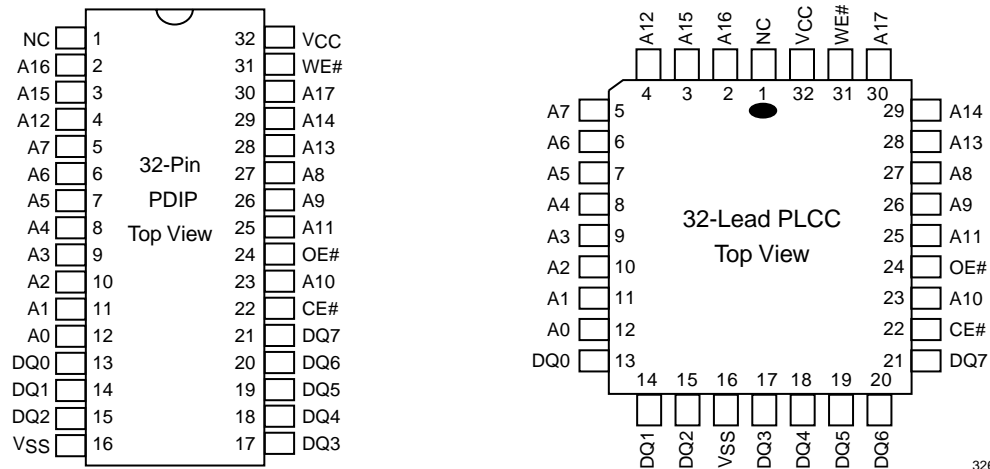 NC 1 32 VCC
A16 2 31 WE#
A15 3 30 A17
A12 4 29 A14
A7 5 28 A13
A6 6 27 A8
A5 7 26 A9
A4 8 25 A11
A3 9 24 OE#
A2 10 23 A10
A1 11 22 CE#
A0 12 21 DQ7
DQ0 13 20 DQ6
DQ1 14 19 DQ5
DQ2 15 18 DQ4
VSS 16 17 DQ3
32-Pin
PDIP
Top View
A12 A15 A16 NC VCC WE# A17
4 3 2 1 32 31 30
A7 5 29 A14
A6 6 28 A13
A5 7 27 A8
A4 8 26 A9
A3 9 25 A11
A2 10 24 OE#
A1 11 23 A10
A0 12 22 CE#
DQ0 13 21 DQ7
32-Lead PLCC
Top View
14 15 16 17 18 19 20
DQ1 DQ2 VSS DQ3 DQ4 DQ5 DQ6